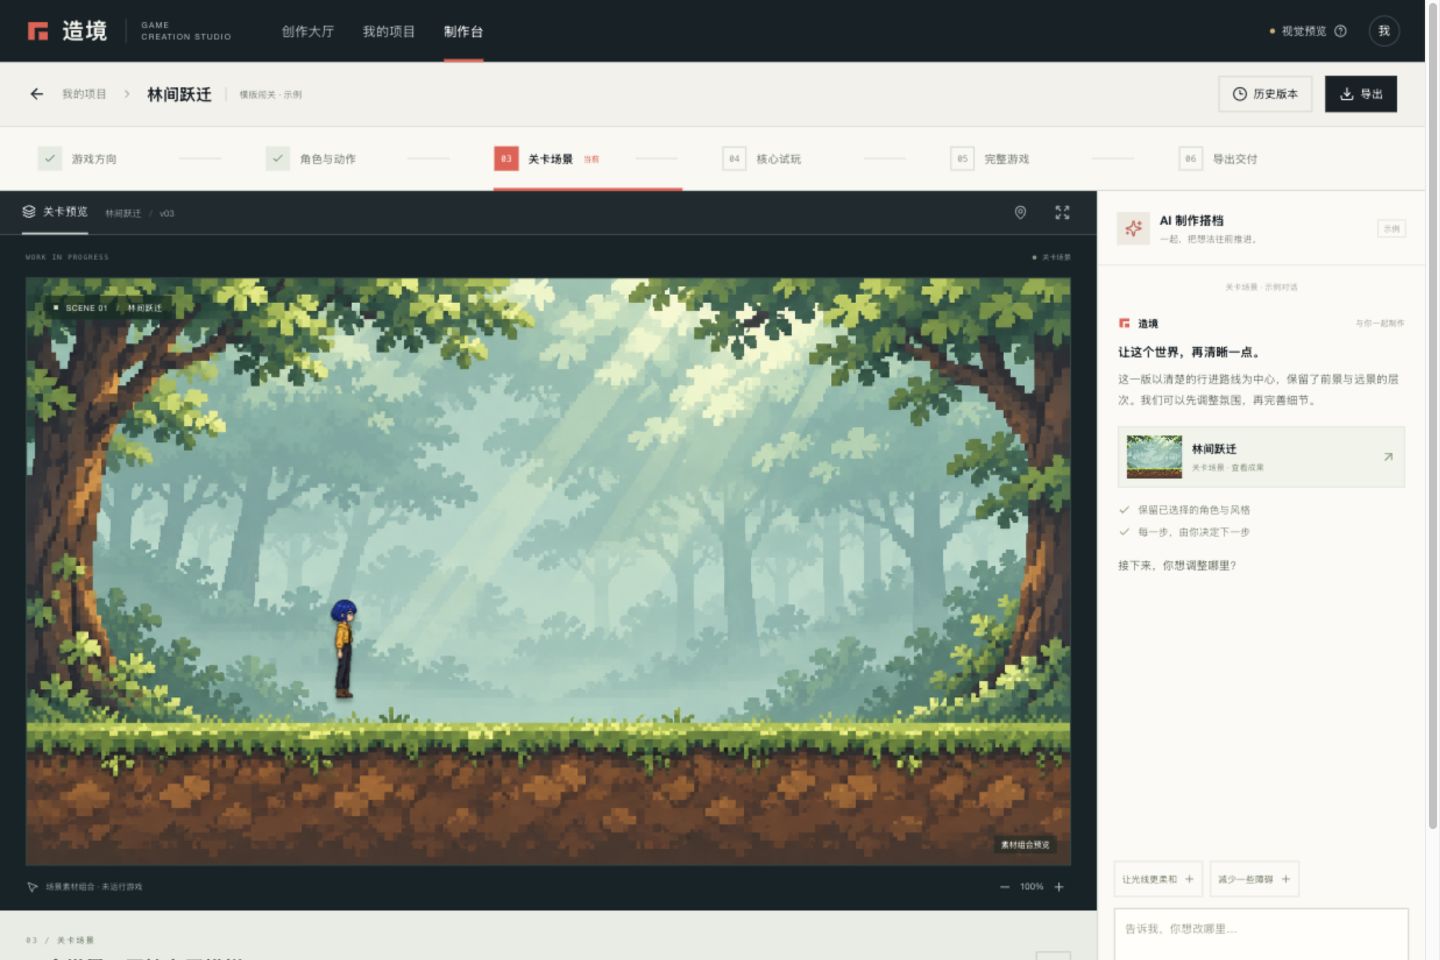 造境
GAME
CREATION STUDIO
创作大厅
我的项目
制作台
视觉预览
我
我的项目
林间跃迁
横版闯关 · 示例
历史版本
导出
游戏方向
角色与动作
03 关卡场景 当前
04 核心试玩
05 完整游戏
06 导出交付
关卡预览
林间跃迁 / v03
WORK IN PROGRESS
关卡场景
SCENE 01 / 林间跃迁
素材组合预览
场景素材组合 · 未运行游戏
100%
03 / 关卡场景
AI 制作搭档
一起，把想法往前推进。
示例
关卡场景 · 示例对话
造境
与你一起制作
让这个世界，再清晰一点。
这一版以清楚的行进路线为中心，保留了前景与远景的层
次。我们可以先调整氛围，再完善细节。
林间跃迁
关卡场景 · 查看成果
保留已选择的角色与风格
每一步，由你决定下一步
接下来，你想调整哪里？
让光线更柔和
减少一些障碍
告诉我，你想改哪里...